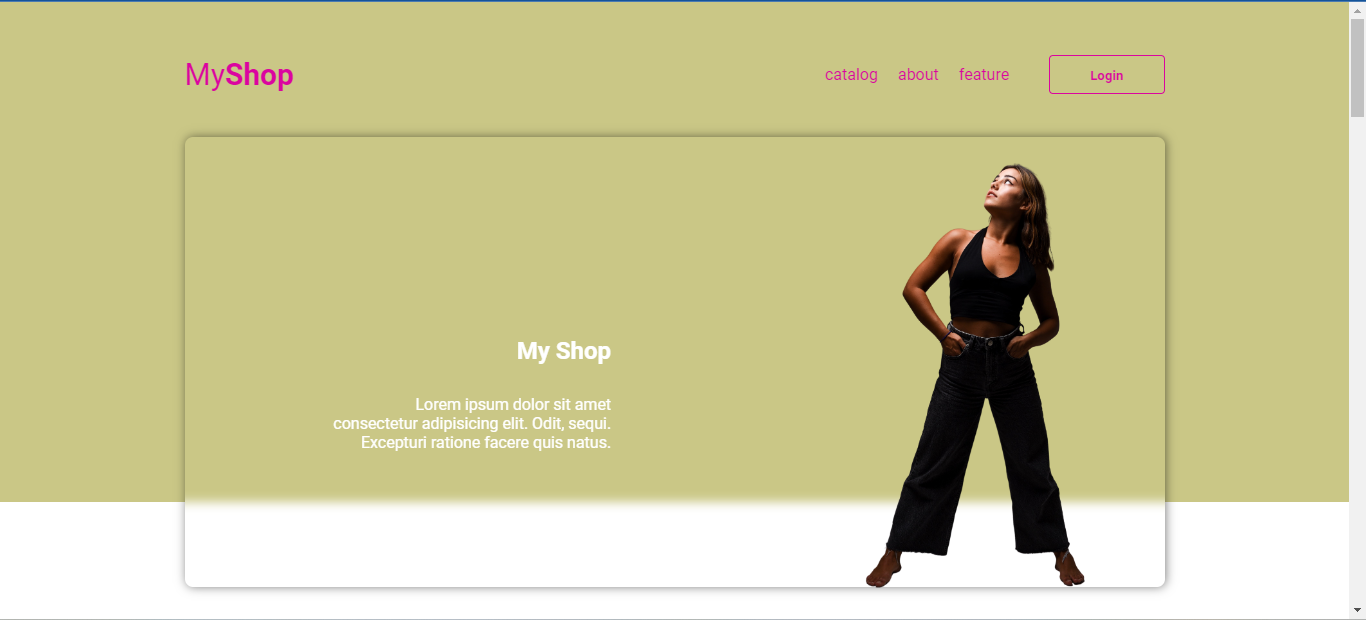 MyShop
catalog about feature Login
My Shop
Lorem ipsum dolor sit amet
consectetur adipisicing elit. Odit, sequi.
Excepturi ratione facere quis natus.